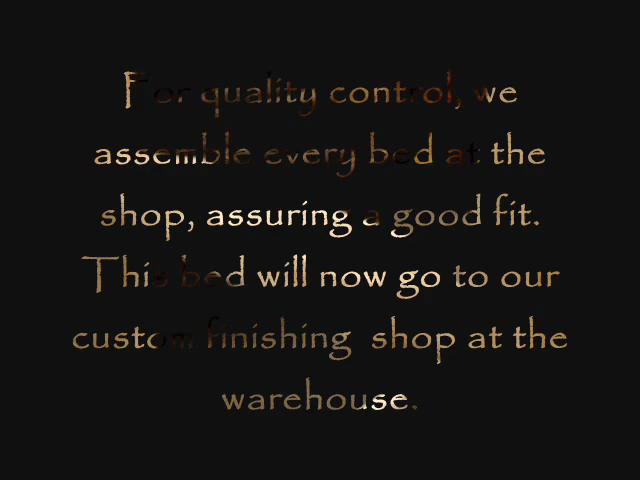 For quality control, we
assemble every bed at the
shop, assuring a good fit.
This bed will now go to our
custom finishing shop at the
warehouse.